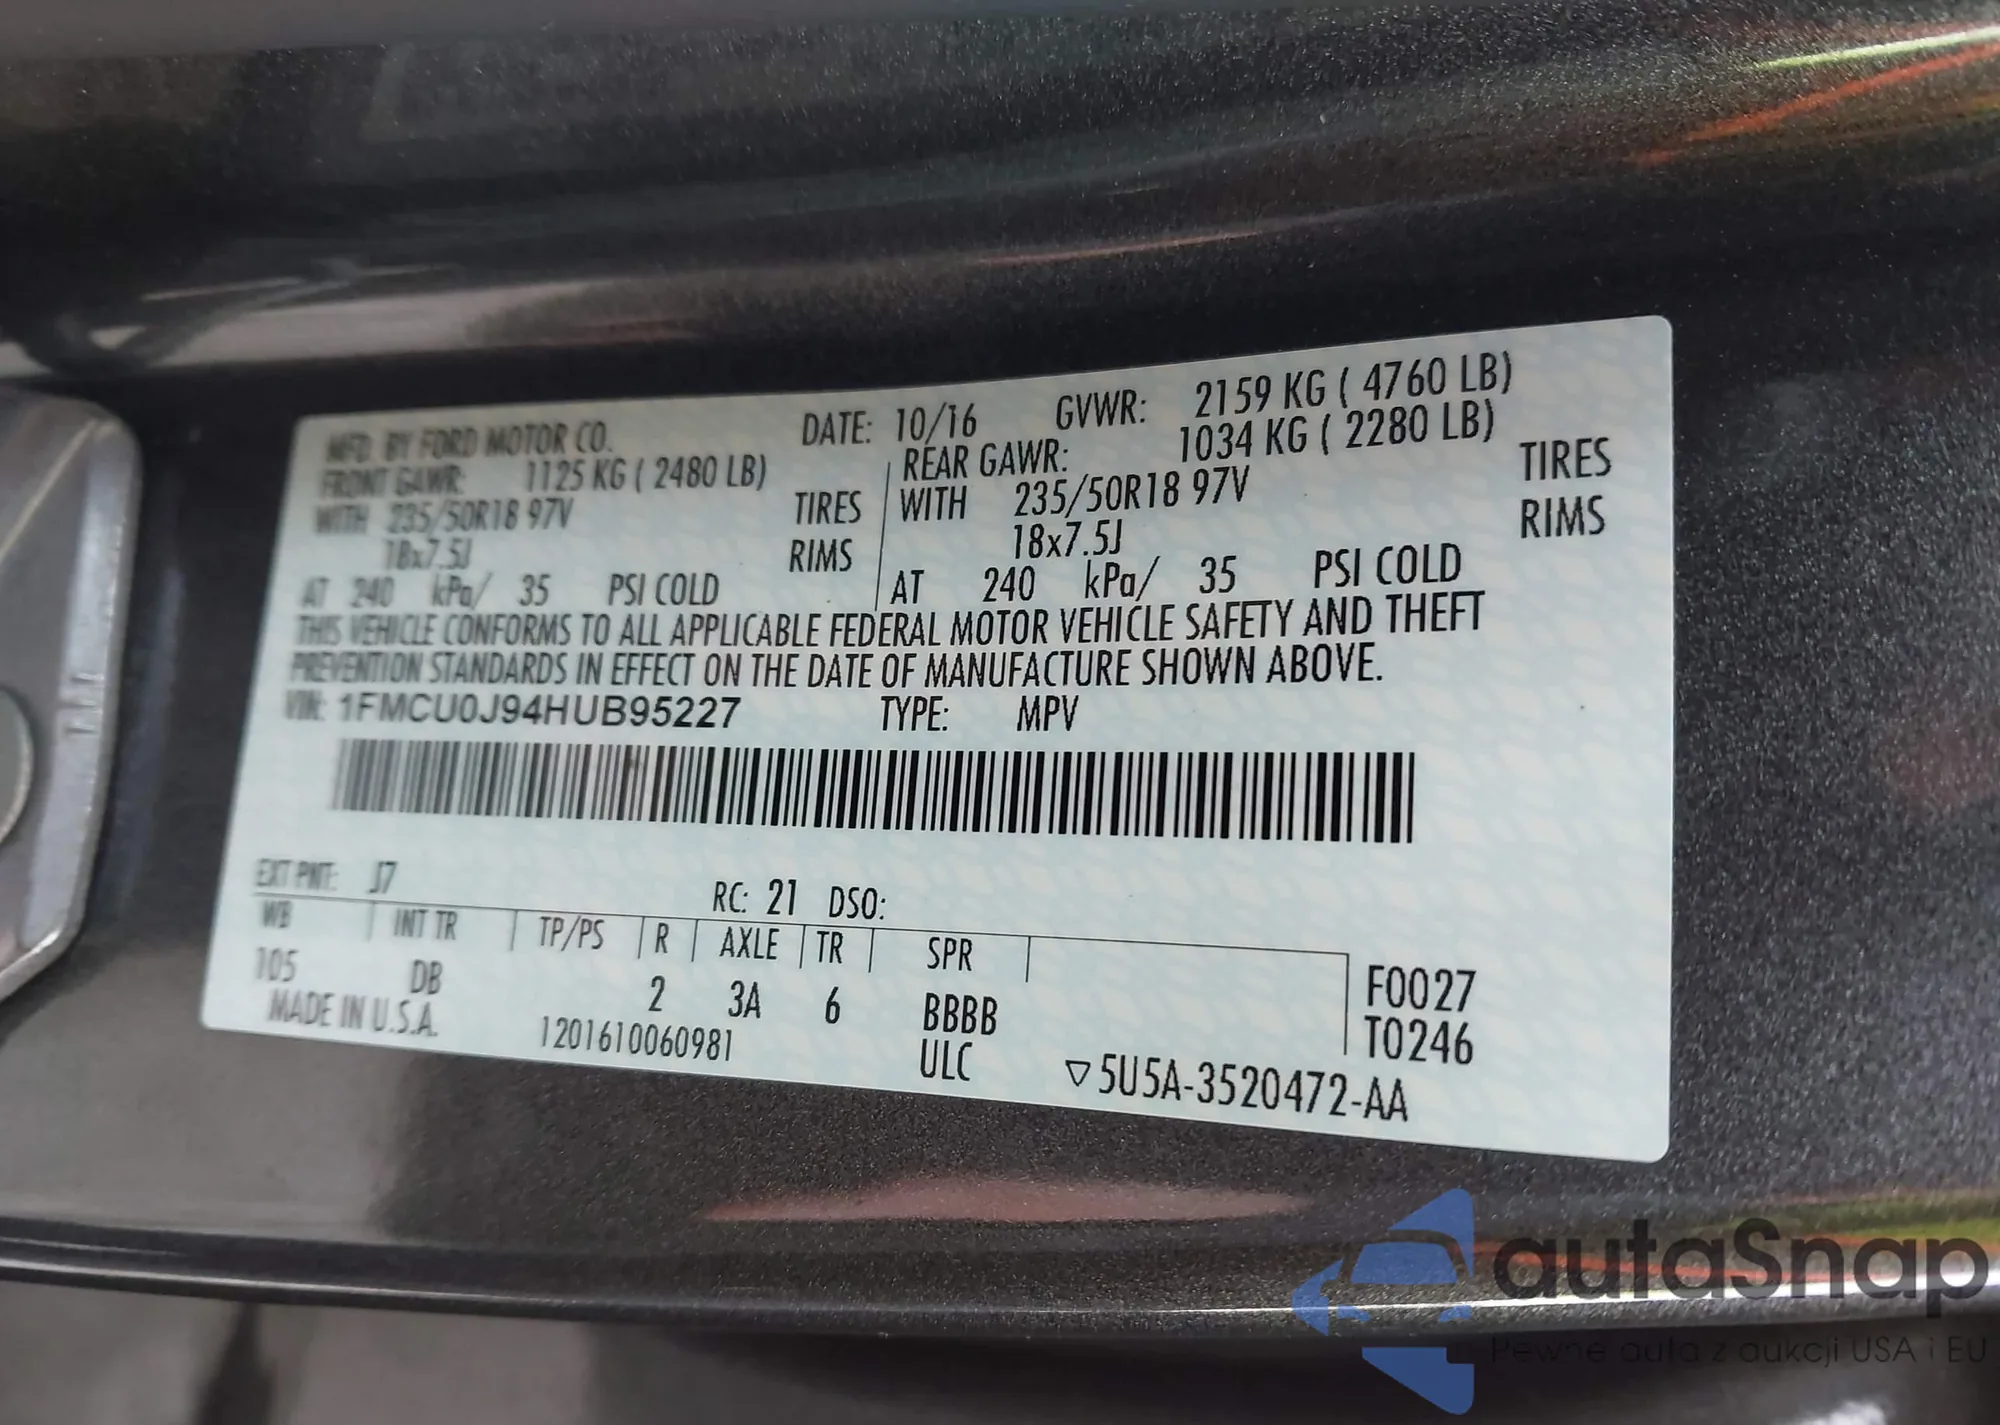 MFD. BY FORD MOTOR CO. DATE: 10/16 GVWR: 2159 KG ( 4760 LB)
FRONT GAWR: 1125 KG ( 2480 LB) REAR GAWR: 1034 KG ( 2280 LB)
WITH 235/50R18 97V TIRES WITH 235/50R18 97V TIRES
18x7.5J RIMS 18x7.5J RIMS
AT 240 kPa/ 35 PSI COLD AT 240 kPa/ 35 PSI COLD
THIS VEHICLE CONFORMS TO ALL APPLICABLE FEDERAL MOTOR VEHICLE SAFETY AND THEFT
PREVENTION STANDARDS IN EFFECT ON THE DATE OF MANUFACTURE SHOWN ABOVE.
VIN: 1FMCU0J94HUB95227 TYPE: MPV
EXT PNT: J7 RC: 21 DSO:
WB INT TR TP/PS R AXLE TR SPR
105 DB 2 3A 6 BBBB F0027
MADE IN U.S.A. 1201610060981 ULC T0246
▽5U5A-3520472-AA
autaSnap
Pewne auta z aukcji USA i EU